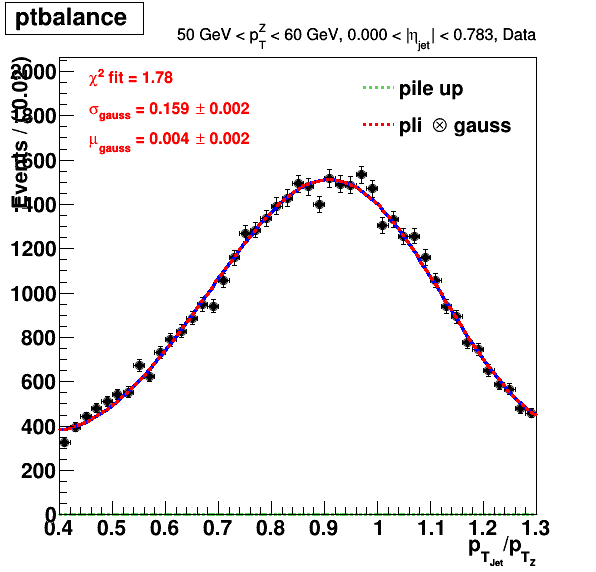 ptbalance
50 GeV < p_T^Z < 60 GeV, 0.000 < |η_jet| < 0.783, Data
Events / (0.02)
χ² fit = 1.78
σ_gauss = 0.159 ± 0.002
μ_gauss = 0.004 ± 0.002
pile up
pli ⊗ gauss
2000
1800
1600
1400
1200
1000
800
600
400
200
0
0.4 0.5 0.6 0.7 0.8 0.9 1 1.1 1.2 1.3
p_T_Jet/p_T_Z